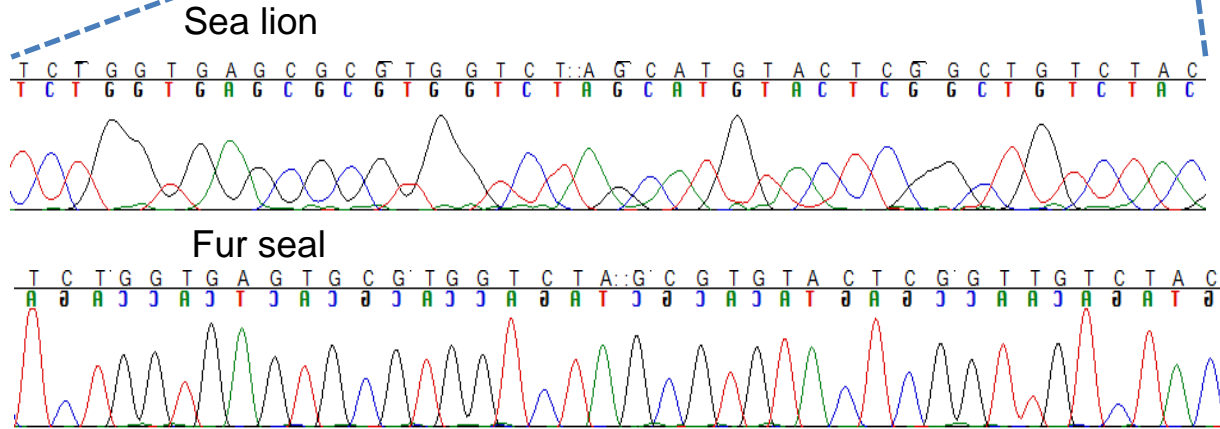 Sea lion
T C T G G T G A G C G C G T G G T C T::A G C A T G T A C T C G G C T G T C T A C
T C T G G T G A G C G C G T G G T C T A G C A T G T A C T C G G C T G T C T A C
Fur seal
T C T G G T G A G T G C G T G G T C T A::G C G T G T A C T C G G T T G T C T A C
A G A C C A C T C A C G C A C C A G A T C G C A C A T G A G C C A A C A G A T G